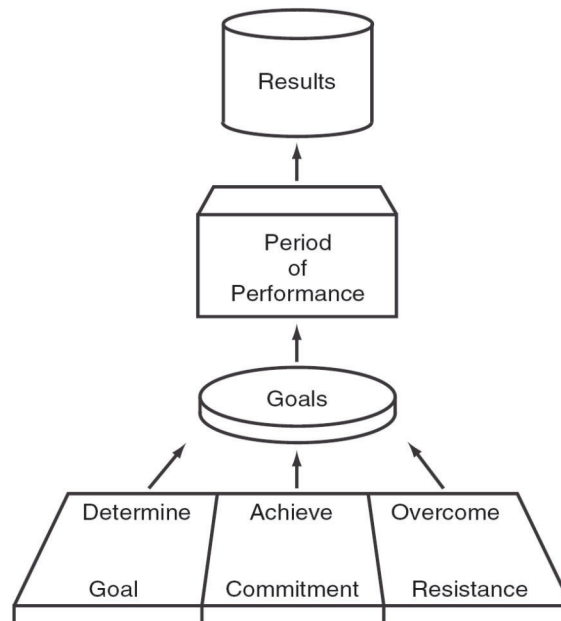 Results
Period
of
Performance
Goals
Determine Achieve Overcome
Goal Commitment Resistance